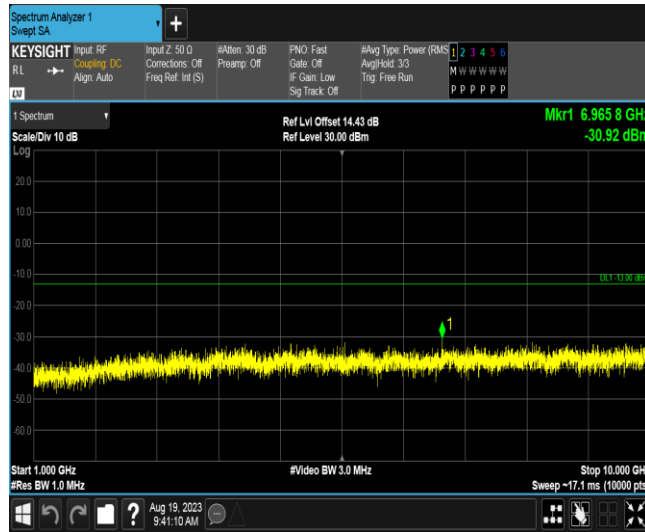 Spectrum Analyzer 1
Swept SA
+
KEYSIGHT
RL
LXI
Input: RF
Coupling: DC
Align: Auto
Input Z: 50 Ω
Corrections: Off
Freq Ref: Int (S)
#Atten: 30 dB
Preamp: Off
PNO: Fast
Gate: Off
IF Gain: Low
Sig Track: Off
#Avg Type: Power (RMS
Avg|Hold: 3/3
Trig: Free Run
1 2 3 4 5 6
M W W W W W
P P P P P P
1 Spectrum
Scale/Div 10 dB
Log
Ref Lvl Offset 14.43 dB
Ref Level 30.00 dBm
Mkr1 6.965 8 GHz
-30.92 dBm
20.0
10.0
0.00
-10.0
DL1 -13.00 dBm
-20.0
1
-30.0
-40.0
-50.0
-60.0
Start 1.000 GHz
#Res BW 1.0 MHz
#Video BW 3.0 MHz
Stop 10.000 GH
Sweep ~17.1 ms (10000 pts
?
Aug 19, 2023
9:41:10 AM